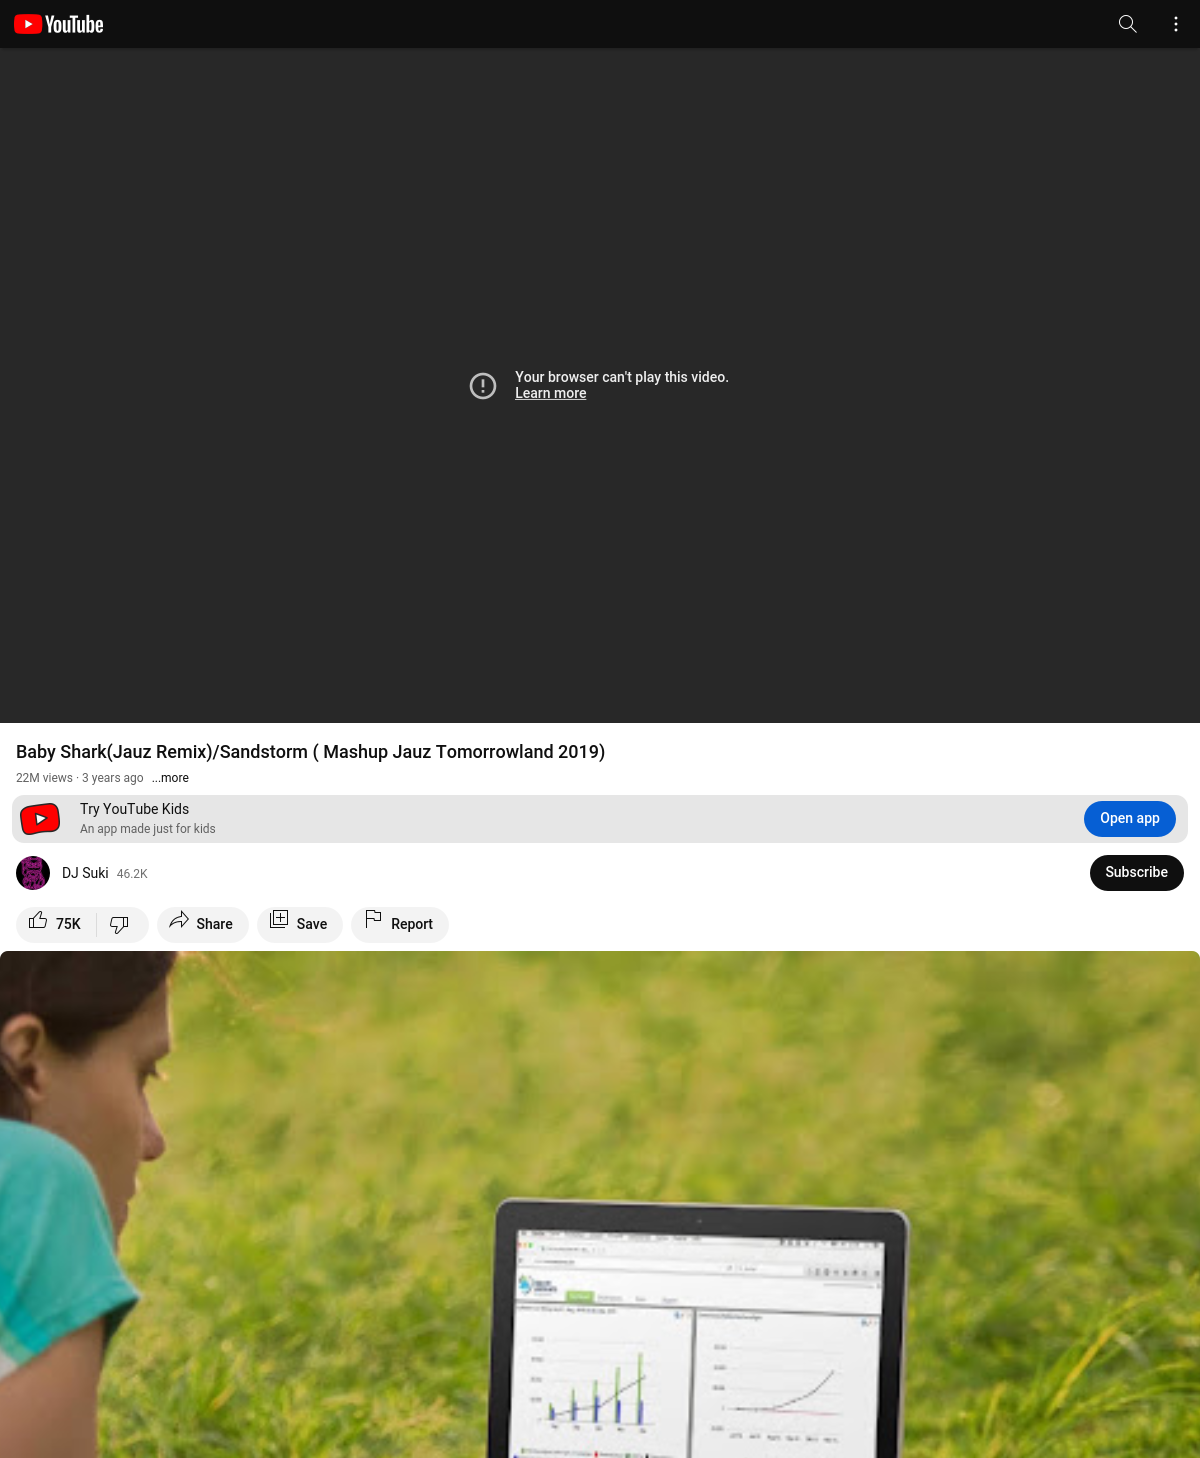 YouTube
Your browser can't play this video.
Learn more
Baby Shark(Jauz Remix)/Sandstorm ( Mashup Jauz Tomorrowland 2019)
22M views · 3 years ago ...more
Try YouTube Kids
An app made just for kids
Open app
DJ Suki 46.2K
Subscribe
75K Share Save Report